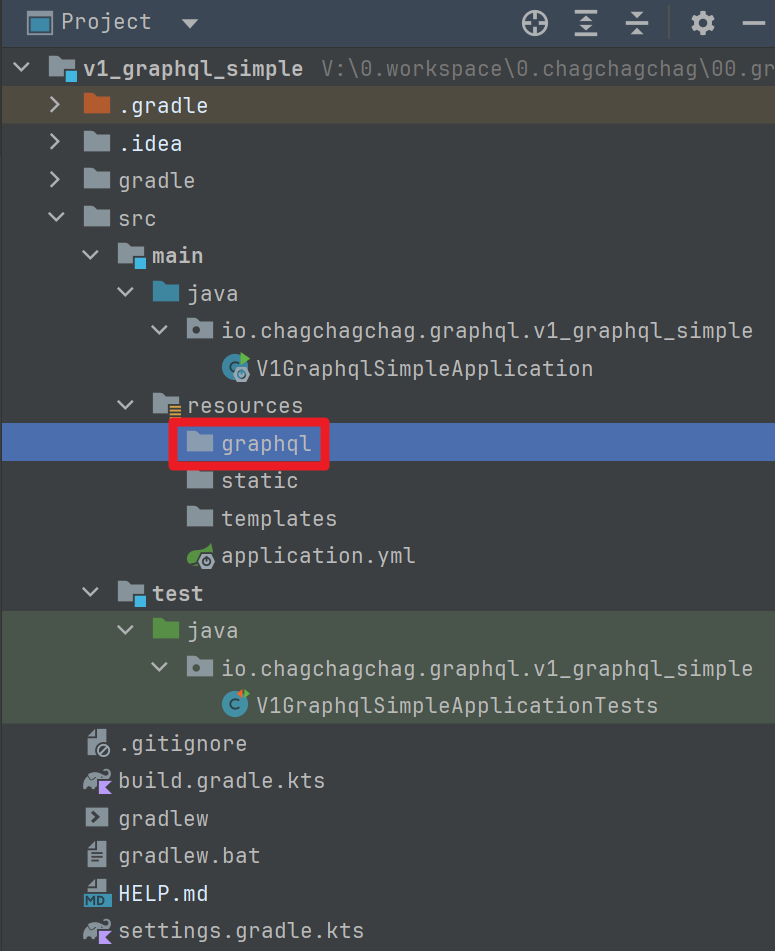 Project
v1_graphql_simple V:\0.workspace\0.chagchagchag\00.gr
.gradle
.idea
gradle
src
main
java
io.chagchagchag.graphql.v1_graphql_simple
V1GraphqlSimpleApplication
resources
graphql
static
templates
application.yml
test
java
io.chagchagchag.graphql.v1_graphql_simple
V1GraphqlSimpleApplicationTests
.gitignore
build.gradle.kts
gradlew
gradlew.bat
HELP.md
settings.gradle.kts